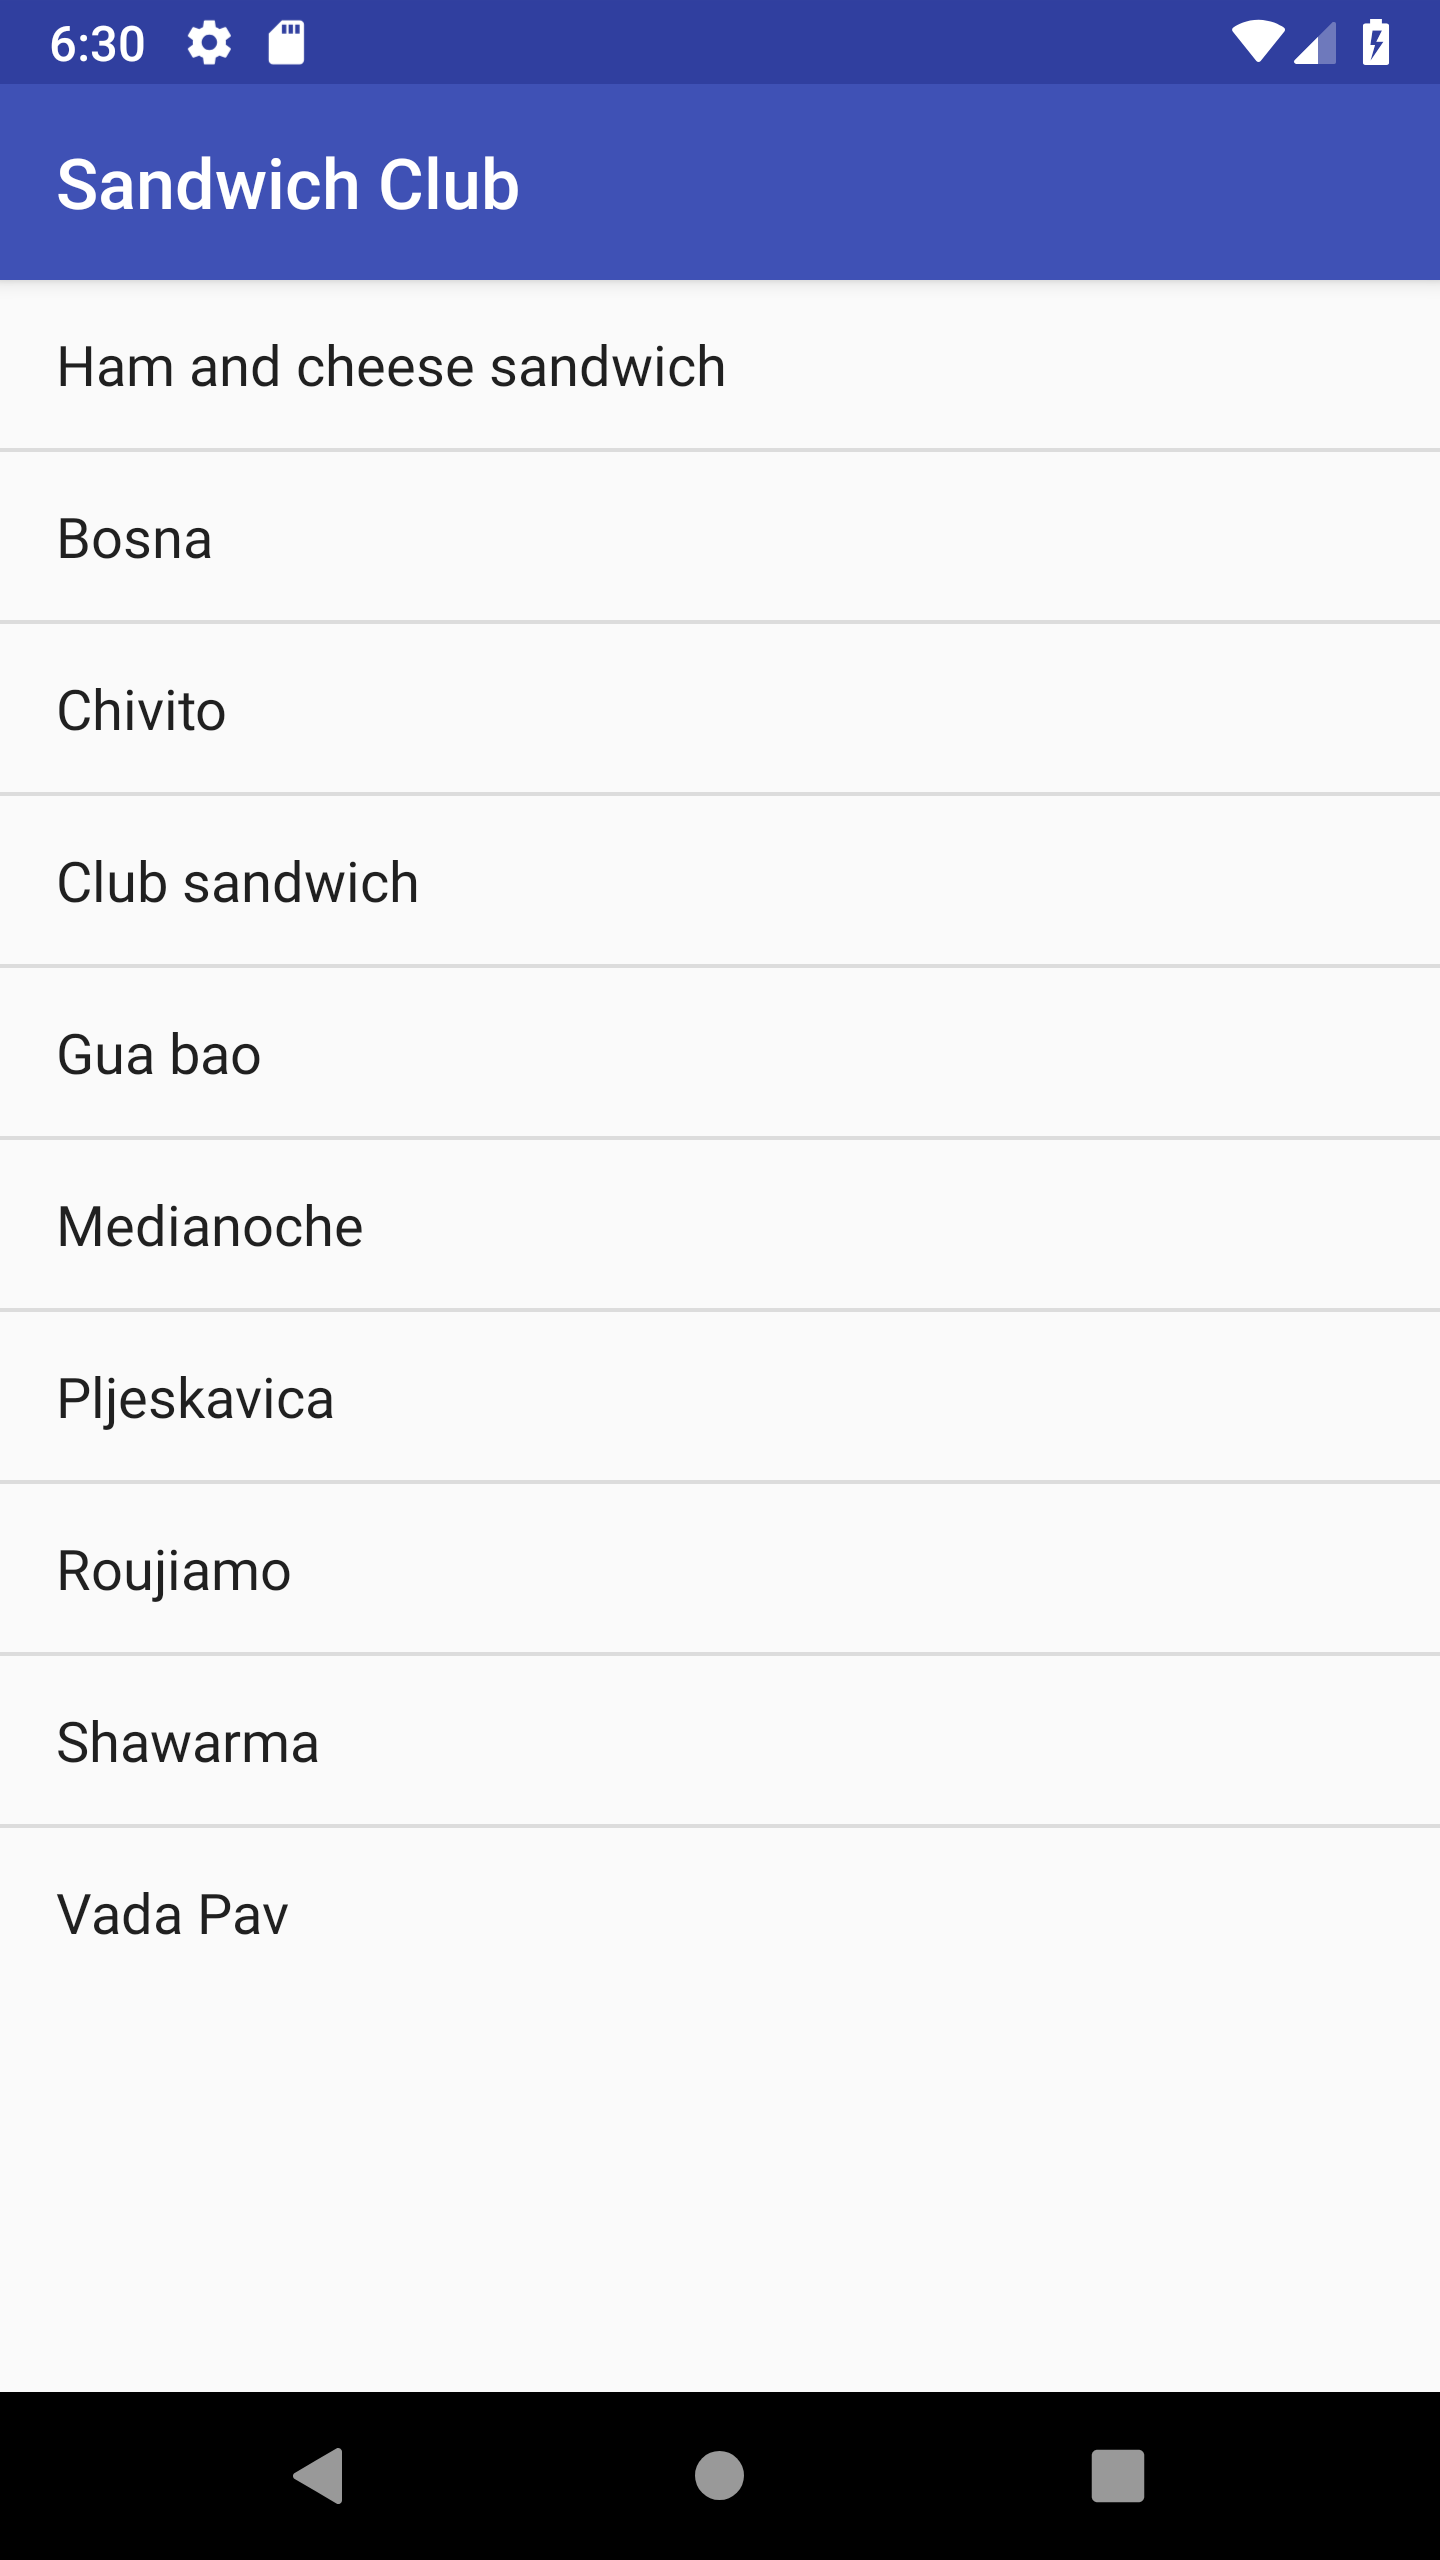 6:30
Sandwich Club
Ham and cheese sandwich
Bosna
Chivito
Club sandwich
Gua bao
Medianoche
Pljeskavica
Roujiamo
Shawarma
Vada Pav